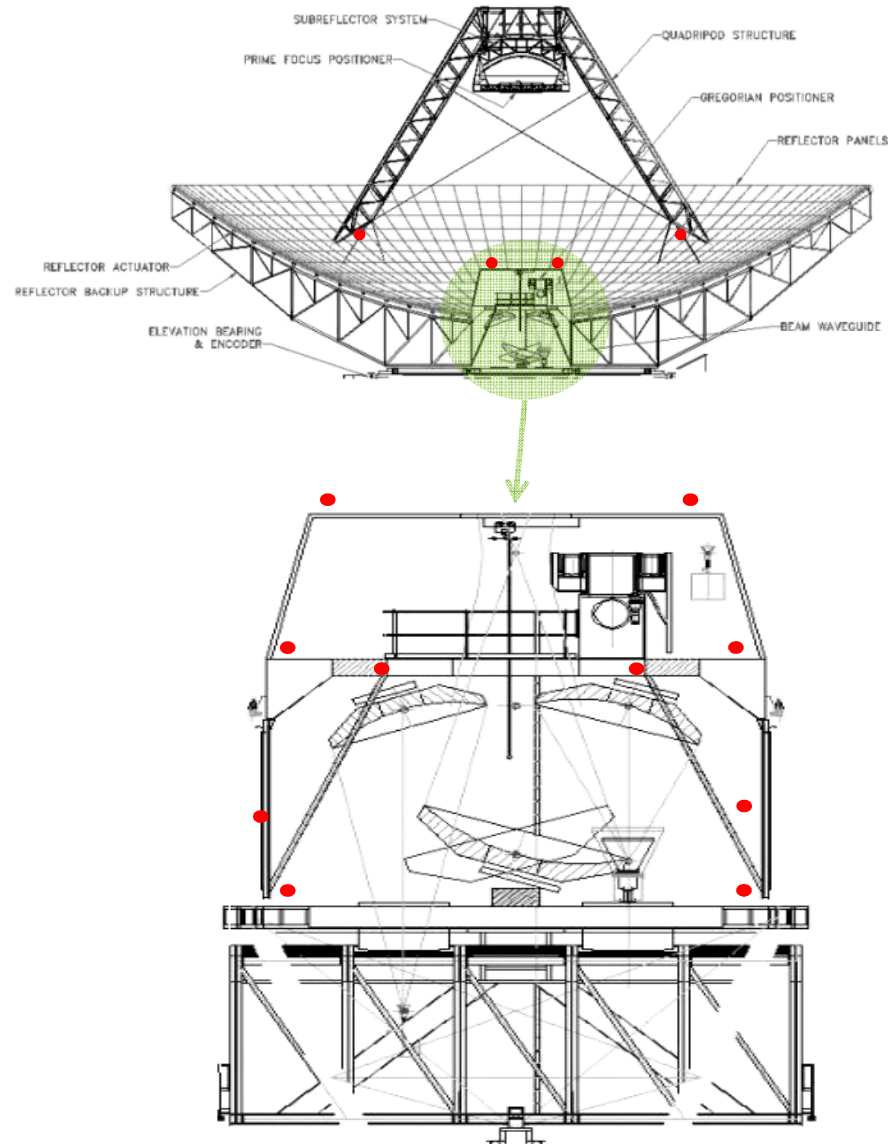 SUBREFLECTOR SYSTEM
QUADRIPOD STRUCTURE
PRIME FOCUS POSITIONER
GREGORIAN POSITIONER
REFLECTOR PANELS
REFLECTOR ACTUATOR
REFLECTOR BACKUP STRUCTURE
ELEVATION BEARING
& ENCODER
BEAM WAVEGUIDE